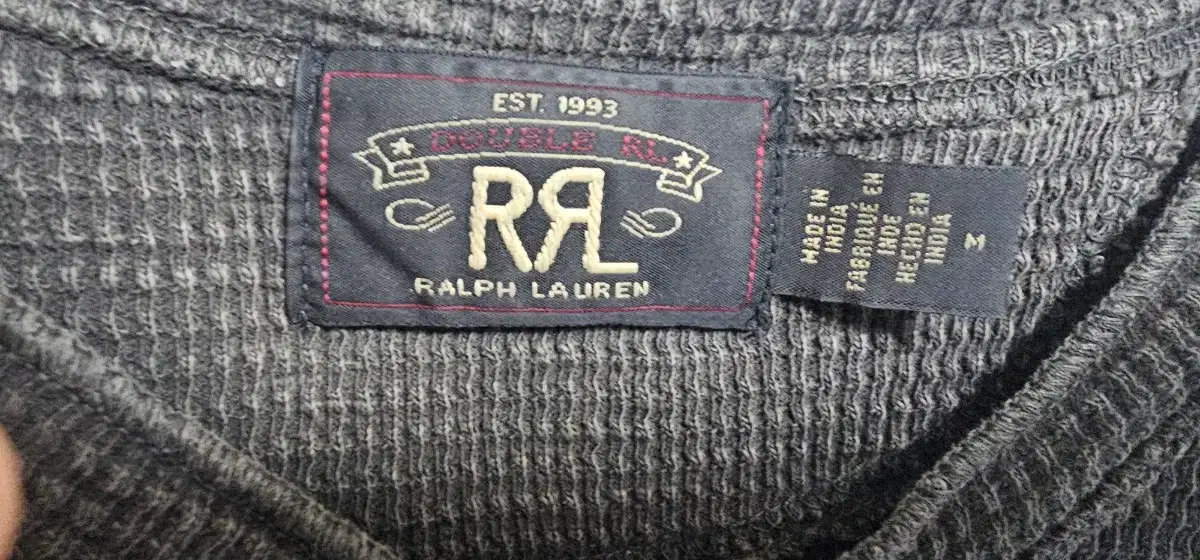 EST. 1993
DOUBLE RL
RRL
RALPH LAUREN
MADE IN
INDIA
FABRIQUÉ EN
INDE
HECHO EN
INDIA
M